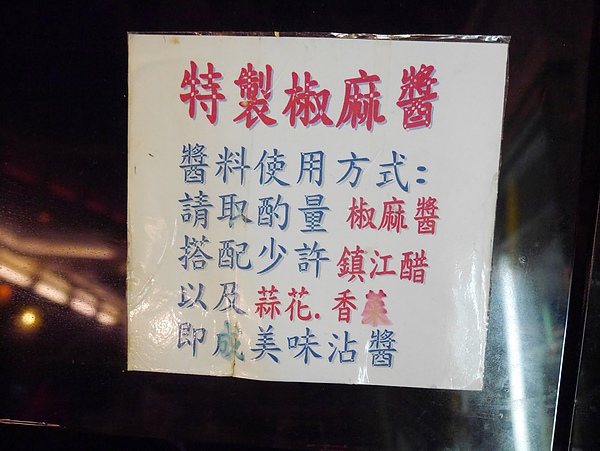 特製椒麻醬
醬料使用方式:
請取酌量 椒麻醬
搭配少許 鎮江醋
以及 蒜花.香菜
即成美味沾醬